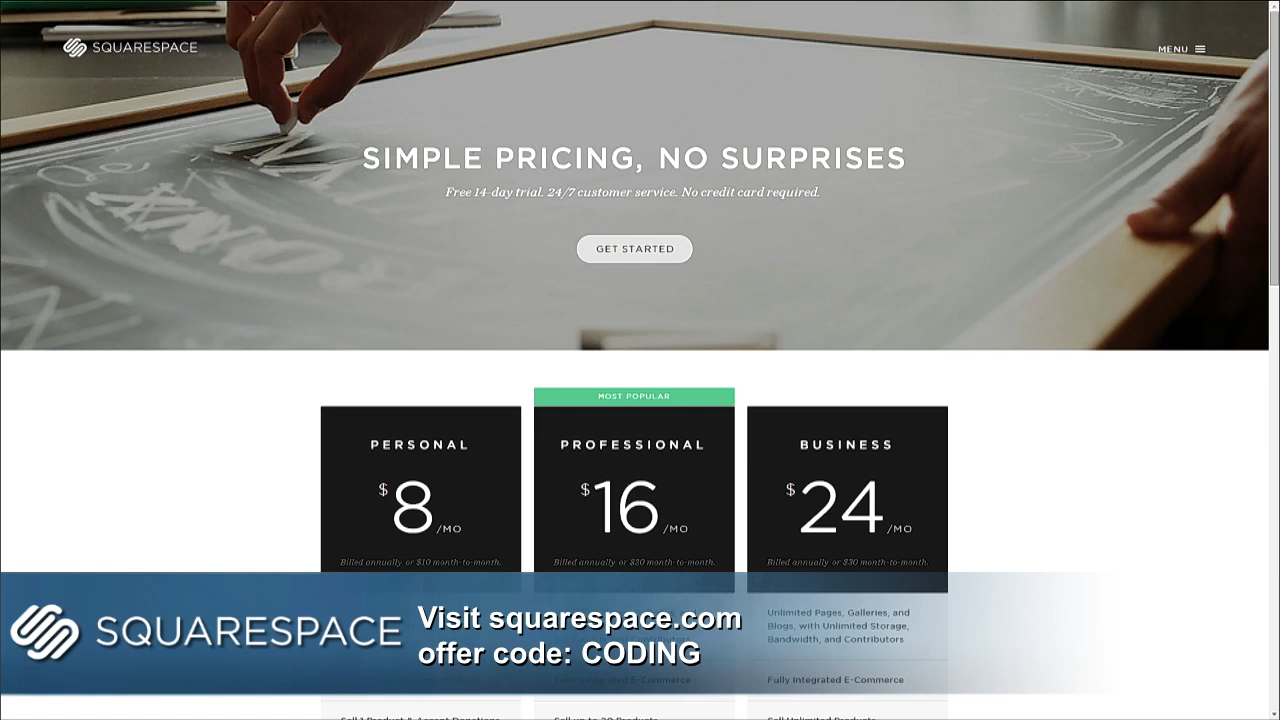 SQUARESPACE
MENU
SIMPLE PRICING, NO SURPRISES
Free 14-day trial. 24/7 customer service. No credit card required.
GET STARTED
MOST POPULAR
PERSONAL
$8/MO
Billed annually or $10 month-to-month.
PROFESSIONAL
$16/MO
Billed annually or $20 month-to-month.
BUSINESS
$24/MO
Billed annually or $30 month-to-month.
Unlimited Pages, Galleries, and
Blogs, with Unlimited Storage,
Bandwidth, and Contributors
Fully Integrated E-Commerce
Fully Integrated E-Commerce
SQUARESPACE
Visit squarespace.com
offer code: CODING